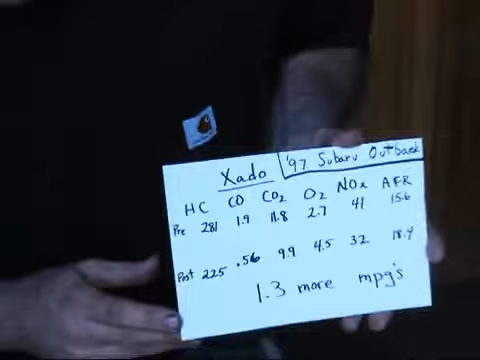 Xado '97 Subaru Outback
HC CO CO2 O2 NOx AFR
Pre 281 1.9 11.8 2.7 41 15.6
Post 225 .56 9.9 4.5 32 18.9
1.3 more mpg's